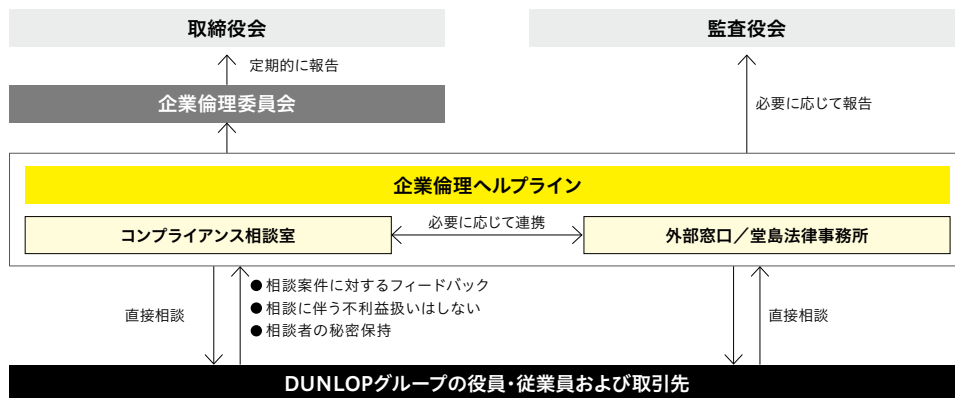 取締役会
監査役会
定期的に報告
企業倫理委員会
必要に応じて報告
企業倫理ヘルプライン
コンプライアンス相談室
必要に応じて連携
外部窓口／堂島法律事務所
直接相談
●相談案件に対するフィードバック
●相談に伴う不利益扱いはしない
●相談者の秘密保持
直接相談
DUNLOPグループの役員・従業員および取引先